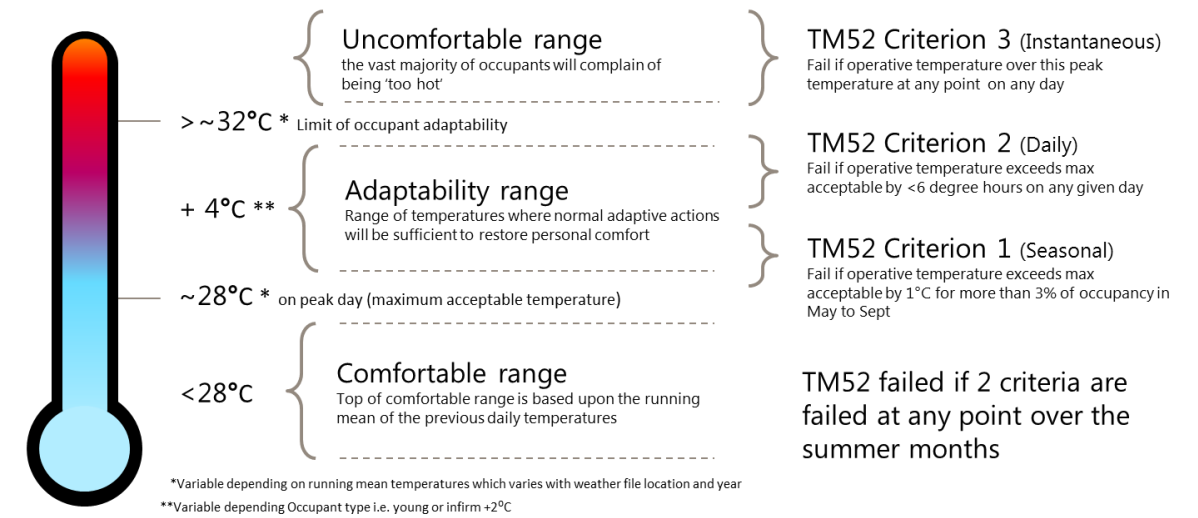 Uncomfortable range
the vast majority of occupants will complain of
being ‘too hot’
TM52 Criterion 3 (Instantaneous)
Fail if operative temperature over this peak
temperature at any point on any day
>~32°C * Limit of occupant adaptability
+ 4°C **
Adaptability range
Range of temperatures where normal adaptive actions
will be sufficient to restore personal comfort
TM52 Criterion 2 (Daily)
Fail if operative temperature exceeds max
acceptable by <6 degree hours on any given day
TM52 Criterion 1 (Seasonal)
Fail if operative temperature exceeds max
acceptable by 1°C for more than 3% of occupancy in
May to Sept
~28°C * on peak day (maximum acceptable temperature)
<28°C
Comfortable range
Top of comfortable range is based upon the running
mean of the previous daily temperatures
TM52 failed if 2 criteria are
failed at any point over the
summer months
*Variable depending on running mean temperatures which varies with weather file location and year
**Variable depending Occupant type i.e. young or infirm +2⁰C